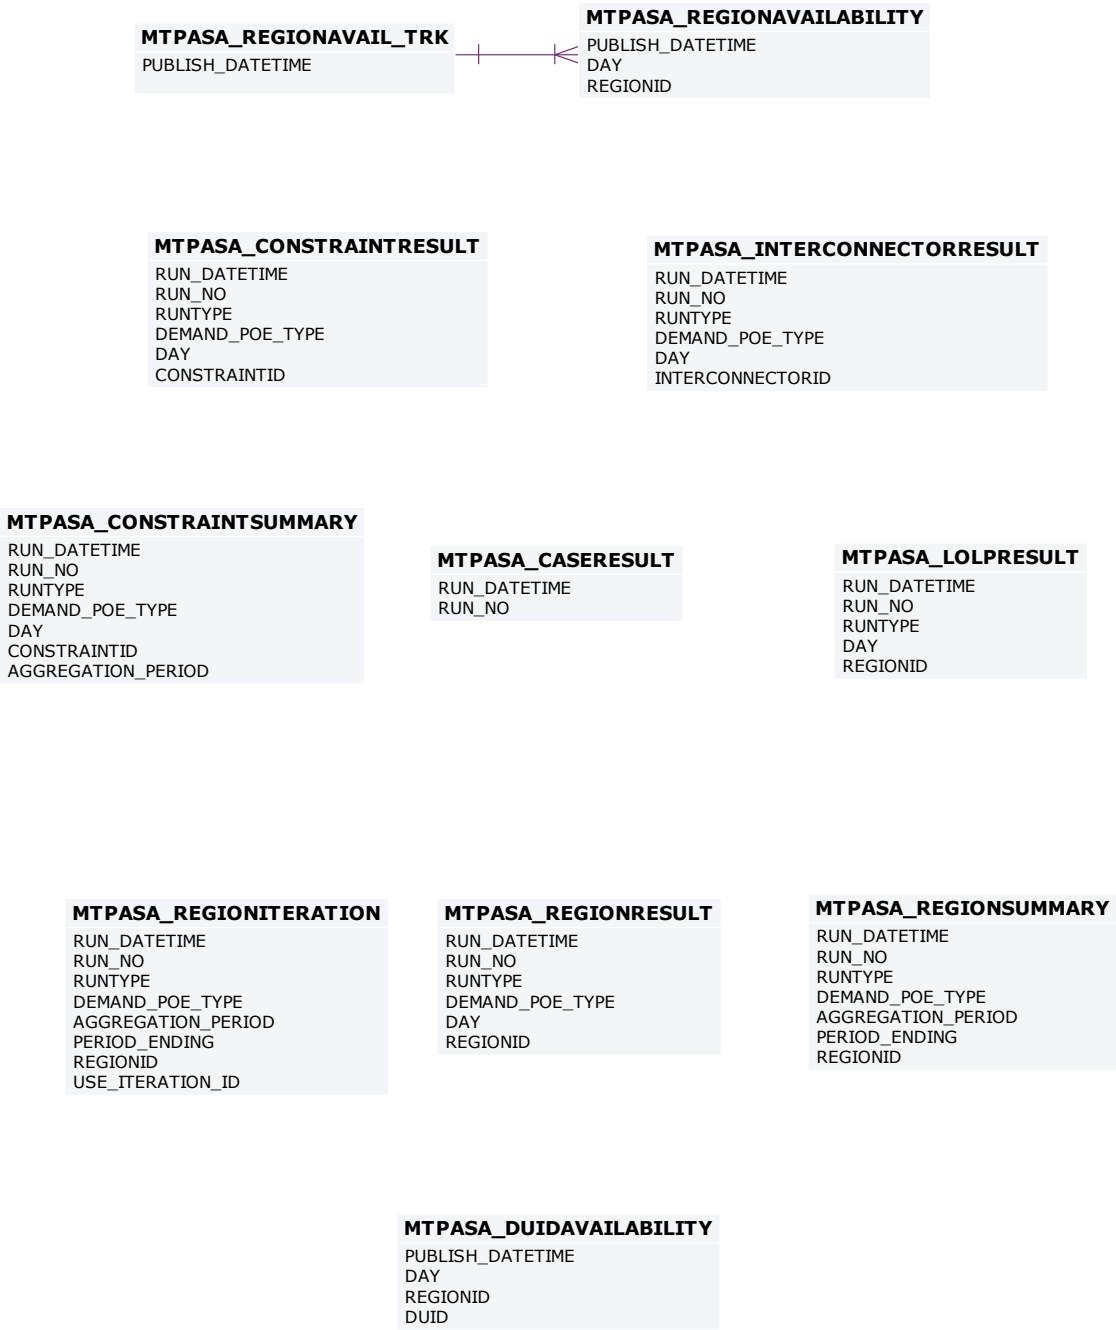 MTPASA_REGIONAVAIL_TRK
PUBLISH_DATETIME
MTPASA_REGIONAVAILABILITY
PUBLISH_DATETIME
DAY
REGIONID
MTPASA_CONSTRAINTRESULT
RUN_DATETIME
RUN_NO
RUNTYPE
DEMAND_POE_TYPE
DAY
CONSTRAINTID
MTPASA_INTERCONNECTORRESULT
RUN_DATETIME
RUN_NO
RUNTYPE
DEMAND_POE_TYPE
DAY
INTERCONNECTORID
MTPASA_CONSTRAINTSUMMARY
RUN_DATETIME
RUN_NO
RUNTYPE
DEMAND_POE_TYPE
DAY
CONSTRAINTID
AGGREGATION_PERIOD
MTPASA_CASERESULT
RUN_DATETIME
RUN_NO
MTPASA_LOLPRESULT
RUN_DATETIME
RUN_NO
RUNTYPE
DAY
REGIONID
MTPASA_REGIONITERATION
RUN_DATETIME
RUN_NO
RUNTYPE
DEMAND_POE_TYPE
AGGREGATION_PERIOD
PERIOD_ENDING
REGIONID
USE_ITERATION_ID
MTPASA_REGIONRESULT
RUN_DATETIME
RUN_NO
RUNTYPE
DEMAND_POE_TYPE
DAY
REGIONID
MTPASA_REGIONSUMMARY
RUN_DATETIME
RUN_NO
RUNTYPE
DEMAND_POE_TYPE
AGGREGATION_PERIOD
PERIOD_ENDING
REGIONID
MTPASA_DUIDAVAILABILITY
PUBLISH_DATETIME
DAY
REGIONID
DUID